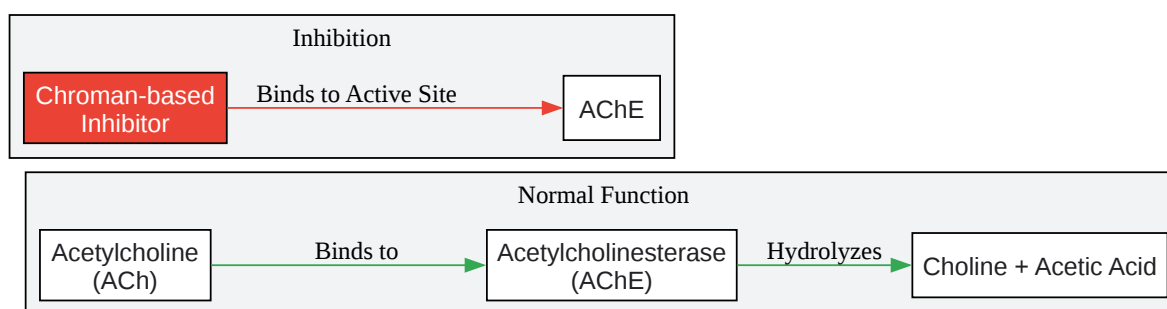 Inhibition
Chroman-based
Inhibitor
Binds to Active Site
AChE
Normal Function
Acetylcholine
(ACh)
Binds to
Acetylcholinesterase
(AChE)
Hydrolyzes
Choline + Acetic Acid